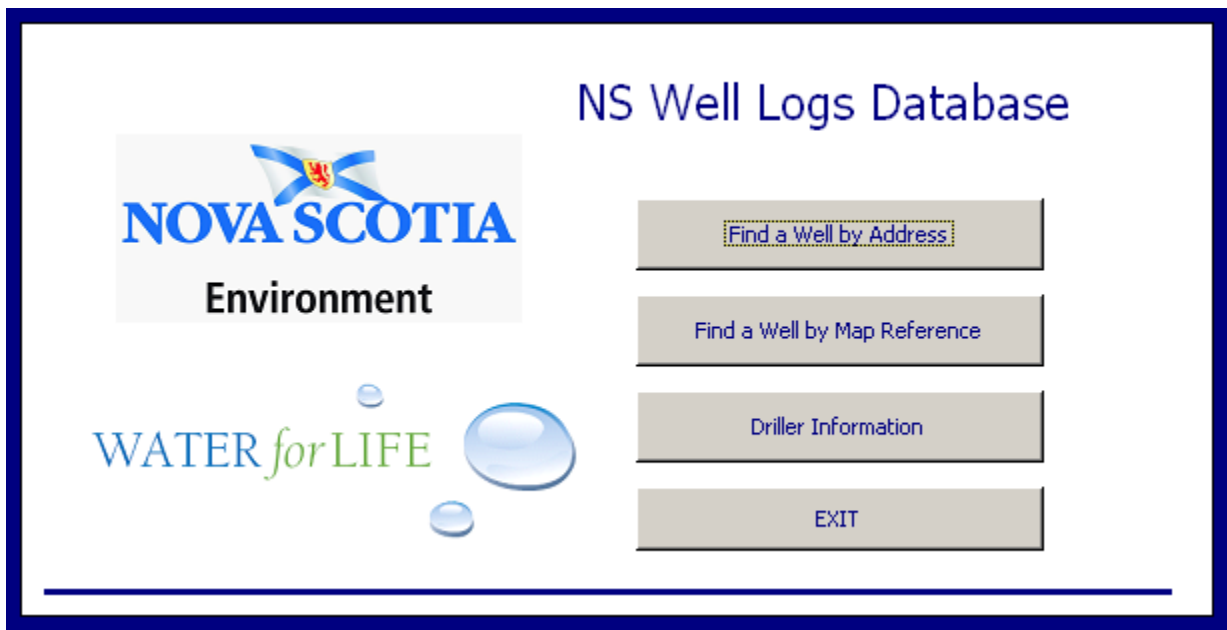 NS Well Logs Database
NOVA SCOTIA
Environment
WATER for LIFE
Find a Well by Address
Find a Well by Map Reference
Driller Information
EXIT